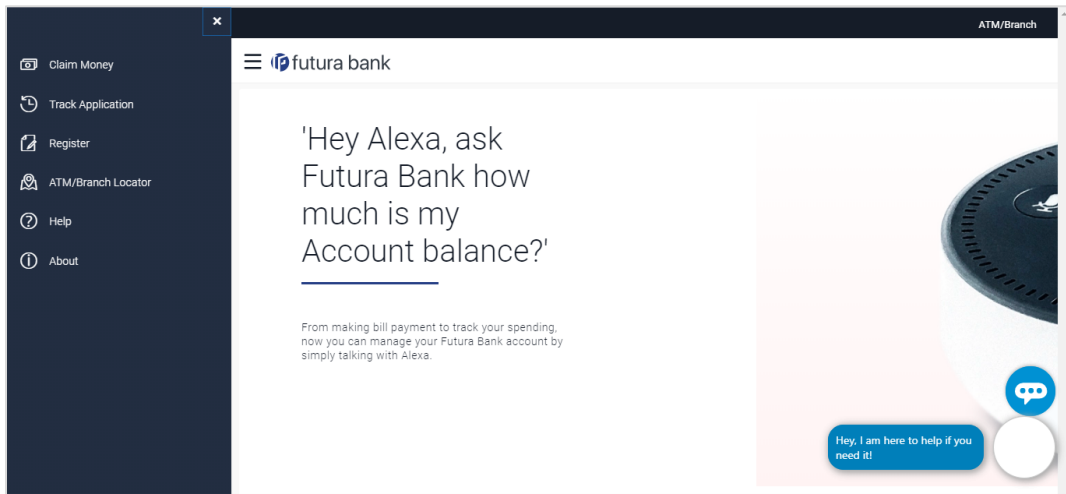 ATM/Branch
Claim Money
Track Application
Register
ATM/Branch Locator
Help
About
futura bank
'Hey Alexa, ask
Futura Bank how
much is my
Account balance?'
From making bill payment to track your spending,
now you can manage your Futura Bank account by
simply talking with Alexa.
Hey, I am here to help if you
need it!